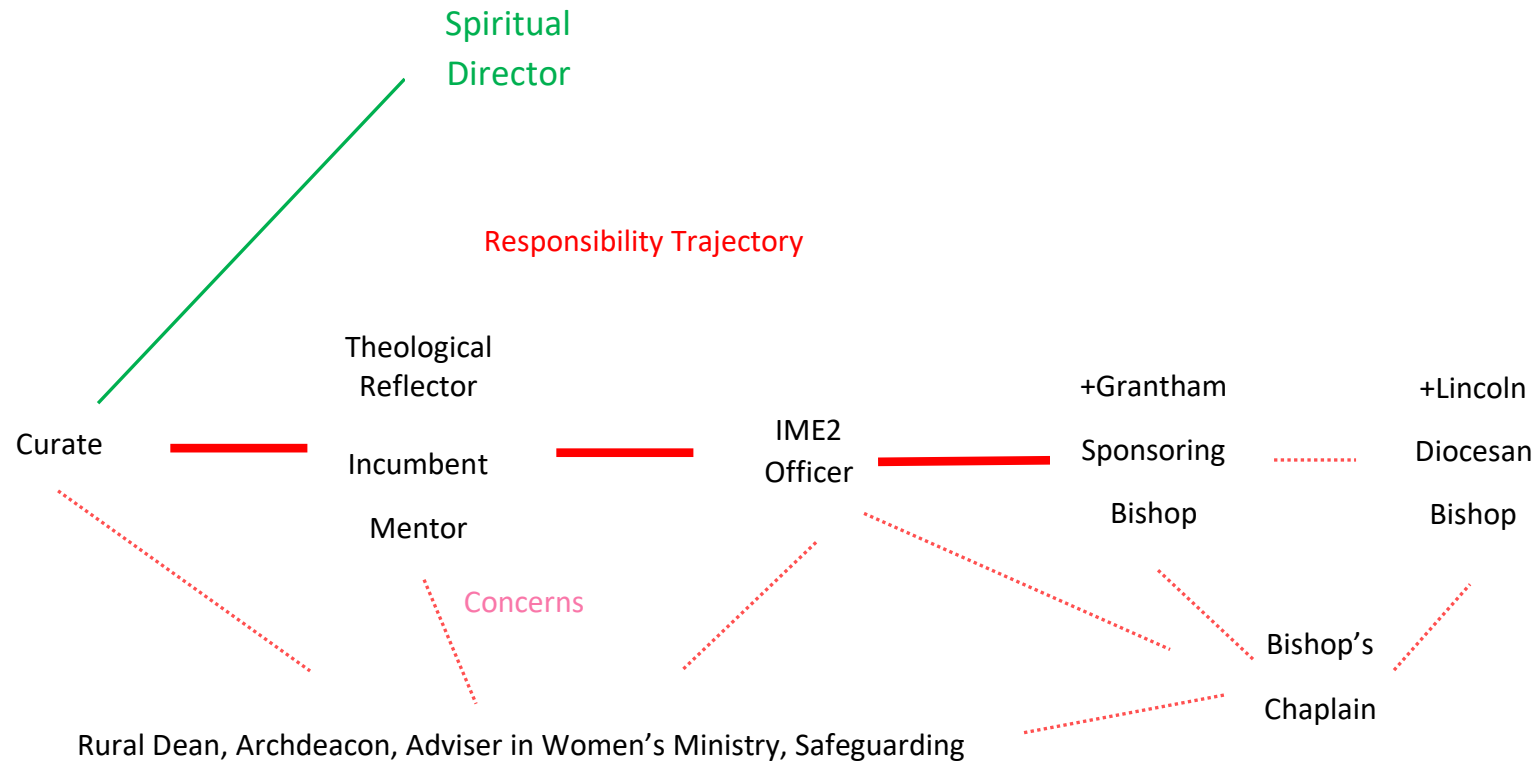 Spiritual
Director
Responsibility Trajectory
Theological
Reflector
Incumbent
Mentor
Curate
IME2
Officer
+Grantham
Sponsoring
Bishop
+Lincoln
Diocesan
Bishop
Concerns
Bishop’s
Chaplain
Rural Dean, Archdeacon, Adviser in Women’s Ministry, Safeguarding